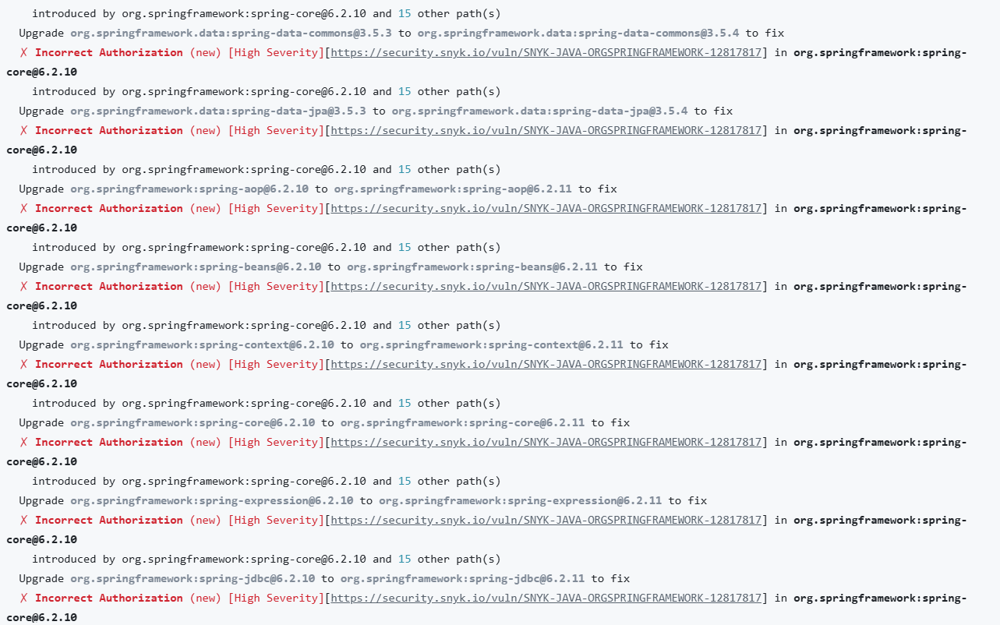 introduced by org.springframework:spring-core@6.2.10 and 15 other path(s)
Upgrade org.springframework.data:spring-data-commons@3.5.3 to org.springframework.data:spring-data-commons@3.5.4 to fix
✗ Incorrect Authorization (new) [High Severity][https://security.snyk.io/vuln/SNYK-JAVA-ORGSPRINGFRAMEWORK-12817817] in org.springframework:spring-
core@6.2.10
introduced by org.springframework:spring-core@6.2.10 and 15 other path(s)
Upgrade org.springframework.data:spring-data-jpa@3.5.3 to org.springframework.data:spring-data-jpa@3.5.4 to fix
✗ Incorrect Authorization (new) [High Severity][https://security.snyk.io/vuln/SNYK-JAVA-ORGSPRINGFRAMEWORK-12817817] in org.springframework:spring-
core@6.2.10
introduced by org.springframework:spring-core@6.2.10 and 15 other path(s)
Upgrade org.springframework:spring-aop@6.2.10 to org.springframework:spring-aop@6.2.11 to fix
✗ Incorrect Authorization (new) [High Severity][https://security.snyk.io/vuln/SNYK-JAVA-ORGSPRINGFRAMEWORK-12817817] in org.springframework:spring-
core@6.2.10
introduced by org.springframework:spring-core@6.2.10 and 15 other path(s)
Upgrade org.springframework:spring-beans@6.2.10 to org.springframework:spring-beans@6.2.11 to fix
✗ Incorrect Authorization (new) [High Severity][https://security.snyk.io/vuln/SNYK-JAVA-ORGSPRINGFRAMEWORK-12817817] in org.springframework:spring-
core@6.2.10
introduced by org.springframework:spring-core@6.2.10 and 15 other path(s)
Upgrade org.springframework:spring-context@6.2.10 to org.springframework:spring-context@6.2.11 to fix
✗ Incorrect Authorization (new) [High Severity][https://security.snyk.io/vuln/SNYK-JAVA-ORGSPRINGFRAMEWORK-12817817] in org.springframework:spring-
core@6.2.10
introduced by org.springframework:spring-core@6.2.10 and 15 other path(s)
Upgrade org.springframework:spring-core@6.2.10 to org.springframework:spring-core@6.2.11 to fix
✗ Incorrect Authorization (new) [High Severity][https://security.snyk.io/vuln/SNYK-JAVA-ORGSPRINGFRAMEWORK-12817817] in org.springframework:spring-
core@6.2.10
introduced by org.springframework:spring-core@6.2.10 and 15 other path(s)
Upgrade org.springframework:spring-expression@6.2.10 to org.springframework:spring-expression@6.2.11 to fix
✗ Incorrect Authorization (new) [High Severity][https://security.snyk.io/vuln/SNYK-JAVA-ORGSPRINGFRAMEWORK-12817817] in org.springframework:spring-
core@6.2.10
introduced by org.springframework:spring-core@6.2.10 and 15 other path(s)
Upgrade org.springframework:spring-jdbc@6.2.10 to org.springframework:spring-jdbc@6.2.11 to fix
✗ Incorrect Authorization (new) [High Severity][https://security.snyk.io/vuln/SNYK-JAVA-ORGSPRINGFRAMEWORK-12817817] in org.springframework:spring-
core@6.2.10